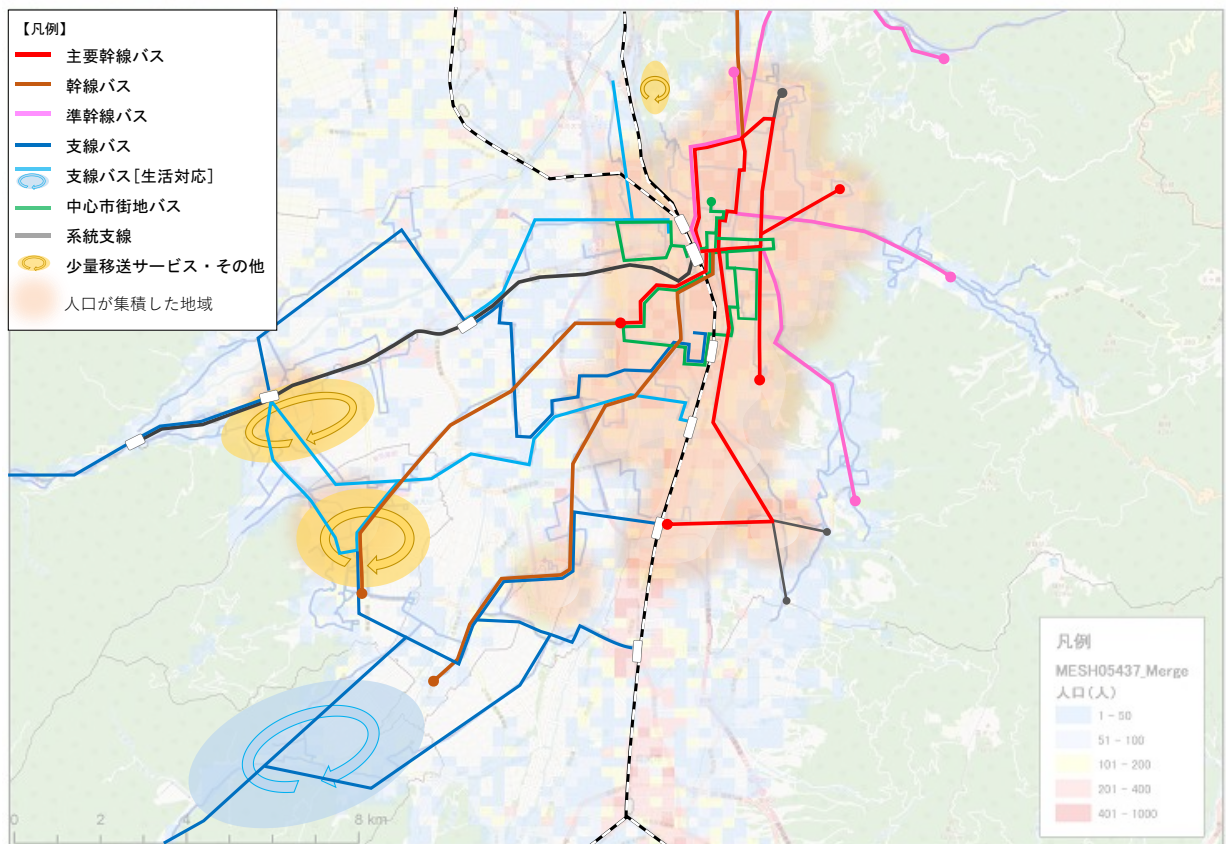 【凡例】
主要幹線バス
幹線バス
準幹線バス
支線バス
支線バス[生活対応]
中心市街地バス
系統支線
少量移送サービス・その他
人口が集積した地域
凡例
MESH05437_Merge
人口(人)
1 - 50
51 - 100
101 - 200
201 - 400
401 - 1000
0 2 4 8 km